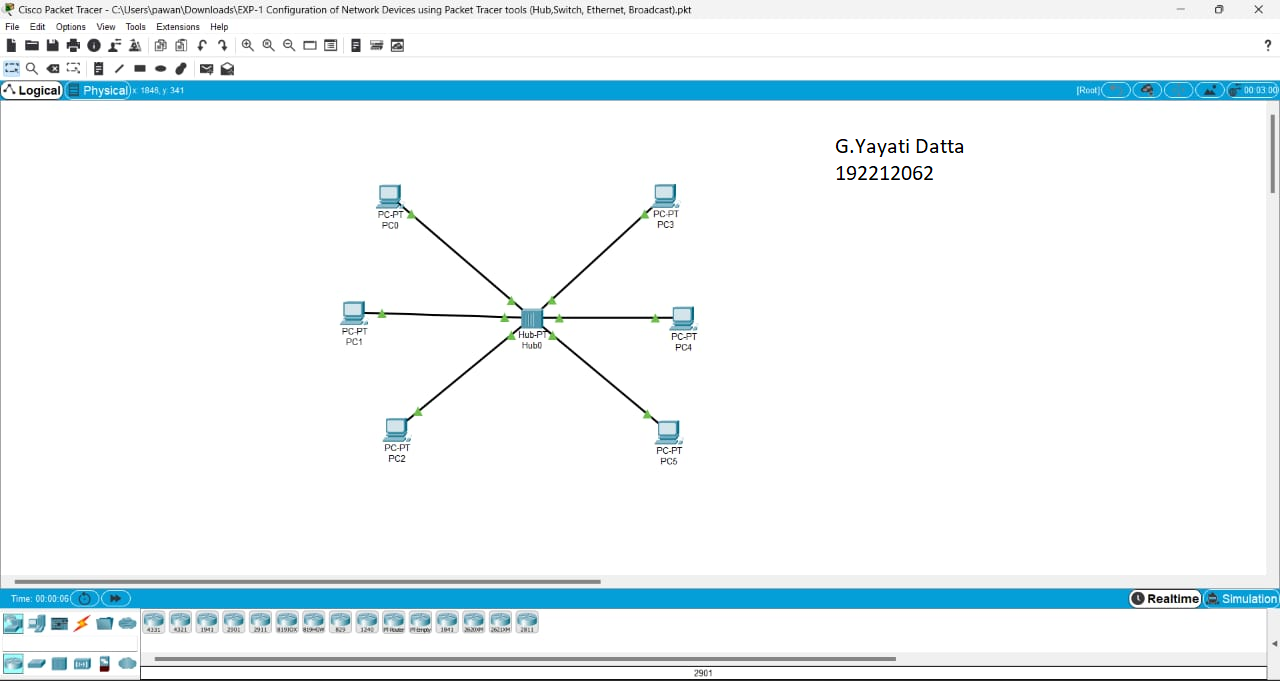 Cisco Packet Tracer - C:\Users\pawan\Downloads\EXP-1 Configuration of Network Devices using Packet Tracer tools (Hub,Switch, Ethernet, Broadcast).pkt
File Edit Options View Tools Extensions Help
?
Logical Physical x: 1846, y: 341 [Root] 00:03:00
G.Yayati Datta
192212062
PC-PT
PC0
PC-PT
PC3
PC-PT
PC1
Hub-PT
Hub0
PC-PT
PC4
PC-PT
PC2
PC-PT
PC5
Time: 00:00:06 Realtime Simulation
4331 4321 1941 2901 2911 819IOX 819HGW 829 1240 PT-Router PT-Empty 1841 2620XM 2621XM 2811
2901